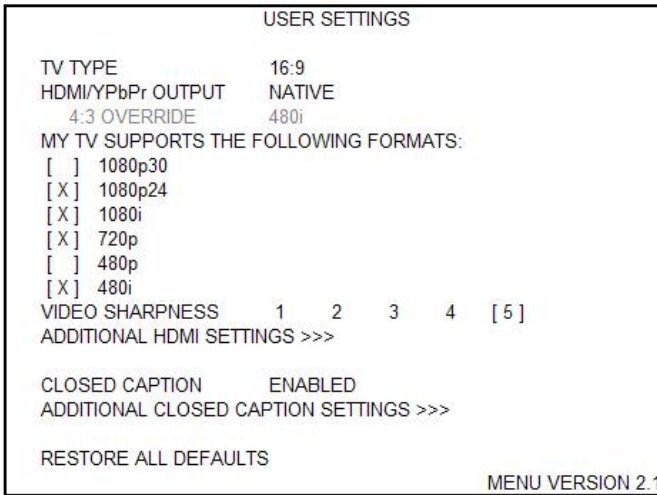 USER SETTINGS
TV TYPE 16:9
HDMI/YPbPr OUTPUT NATIVE
4:3 OVERRIDE 480i
MY TV SUPPORTS THE FOLLOWING FORMATS:
[ ] 1080p30
[ X ] 1080p24
[ X ] 1080i
[ X ] 720p
[ ] 480p
[ X ] 480i
VIDEO SHARPNESS 1 2 3 4 [ 5 ]
ADDITIONAL HDMI SETTINGS >>>
CLOSED CAPTION ENABLED
ADDITIONAL CLOSED CAPTION SETTINGS >>>
RESTORE ALL DEFAULTS
MENU VERSION 2.1